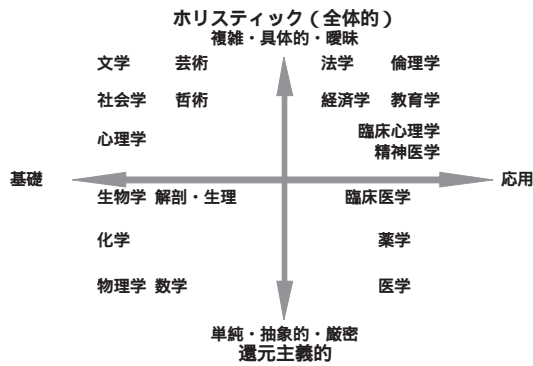 ホリスティック（全体的）
複雑・具体的・曖昧
文学 芸術 法学 倫理学
社会学 哲術 経済学 教育学
心理学 臨床心理学
精神医学
基礎 応用
生物学 解剖・生理 臨床医学
化学 薬学
物理学 数学 医学
単純・抽象的・厳密
還元主義的